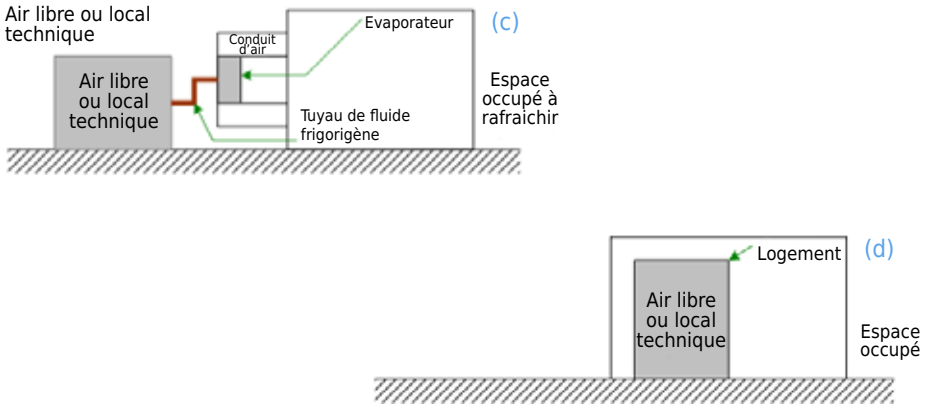 Air libre ou local
technique
Air libre
ou local
technique
Conduit
d'air
Evaporateur
(c)
Tuyau de fluide
frigorigène
Espace
occupé à
rafraichir
Logement
(d)
Air libre
ou local
technique
Espace
occupé